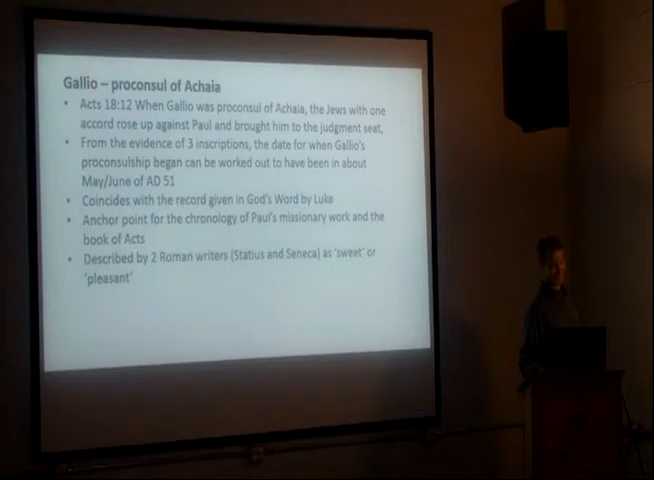 Gallio – proconsul of Achaia
• Acts 18:12 When Gallio was proconsul of Achaia, the Jews with one
accord rose up against Paul and brought him to the judgment seat,
• From the evidence of 3 inscriptions, the date for when Gallio's
proconsulship began can be worked out to have been in about
May/June of AD 51
• Coincides with the record given in God's Word by Luke
• Anchor point for the chronology of Paul's missionary work and the
book of Acts
• Described by 2 Roman writers (Statius and Seneca) as 'sweet' or
'pleasant'